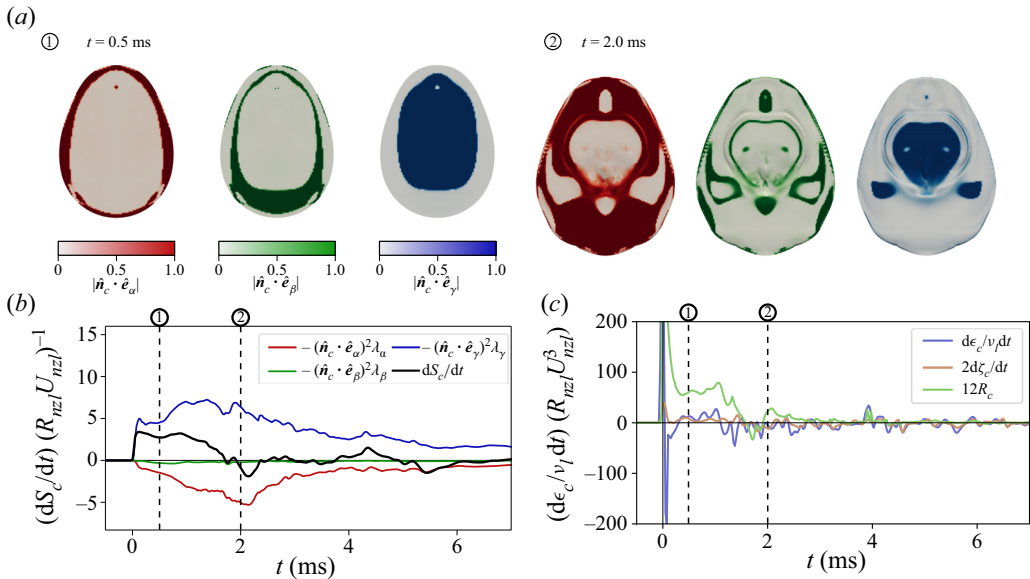 (a)
① t = 0.5 ms
② t = 2.0 ms
0 0.5 1.0
|n̂c · êα|
0 0.5 1.0
|n̂c · êβ|
0 0.5 1.0
|n̂c · êγ|
(b)
① ②
(dSc/dt) (Rnzl Unzl)−1
15
10
5
0
−5
− (n̂c · êα)2λα
− (n̂c · êβ)2λβ
− (n̂c · êγ)2λγ
dSc/dt
0 2 4 6
t (ms)
(c)
① ②
(dϵc/νl dt) (Rnzl U3nzl)
200
100
0
−100
−200
dϵc/νldt
2dζc/dt
12Rc
0 2 4 6
t (ms)